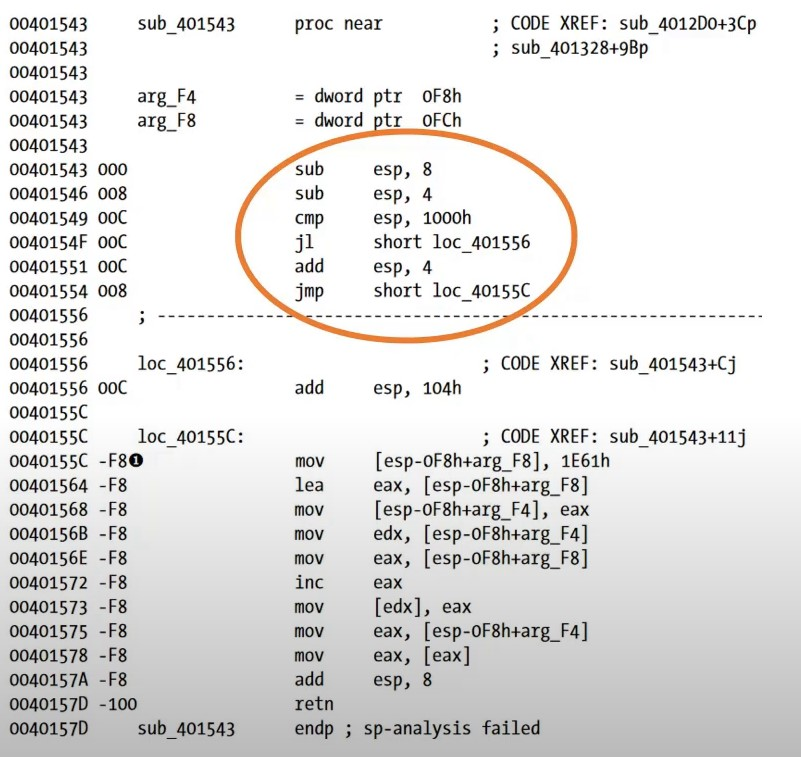 00401543 sub_401543 proc near ; CODE XREF: sub_4012D0+3Cp
00401543 ; sub_401328+9Bp
00401543
00401543 arg_F4 = dword ptr 0F8h
00401543 arg_F8 = dword ptr 0FCh
00401543
00401543 000 sub esp, 8
00401546 008 sub esp, 4
00401549 00C cmp esp, 1000h
0040154F 00C jl short loc_401556
00401551 00C add esp, 4
00401554 008 jmp short loc_40155C
00401556 ; ---------------------------------------------------------------
00401556
00401556 loc_401556: ; CODE XREF: sub_401543+Cj
00401556 00C add esp, 104h
0040155C
0040155C loc_40155C: ; CODE XREF: sub_401543+11j
0040155C -F8❶ mov [esp-0F8h+arg_F8], 1E61h
00401564 -F8 lea eax, [esp-0F8h+arg_F8]
00401568 -F8 mov [esp-0F8h+arg_F4], eax
0040156B -F8 mov edx, [esp-0F8h+arg_F4]
0040156E -F8 mov eax, [esp-0F8h+arg_F8]
00401572 -F8 inc eax
00401573 -F8 mov [edx], eax
00401575 -F8 mov eax, [esp-0F8h+arg_F4]
00401578 -F8 mov eax, [eax]
0040157A -F8 add esp, 8
0040157D -100 retn
0040157D sub_401543 endp ; sp-analysis failed